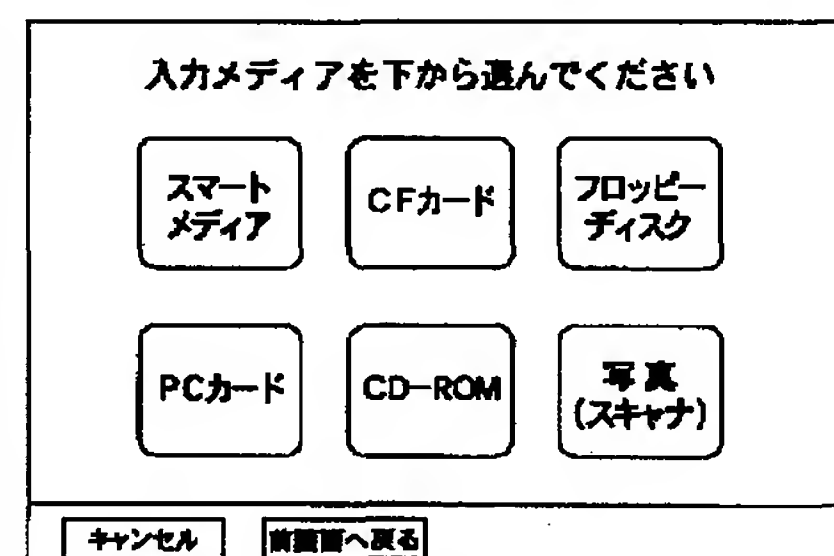 入力メディアを下から選んでください
スマート
メディア
CFカード
フロッピー
ディスク
PCカード
CD-ROM
写真
(スキャナ)
キャンセル
前画面へ戻る